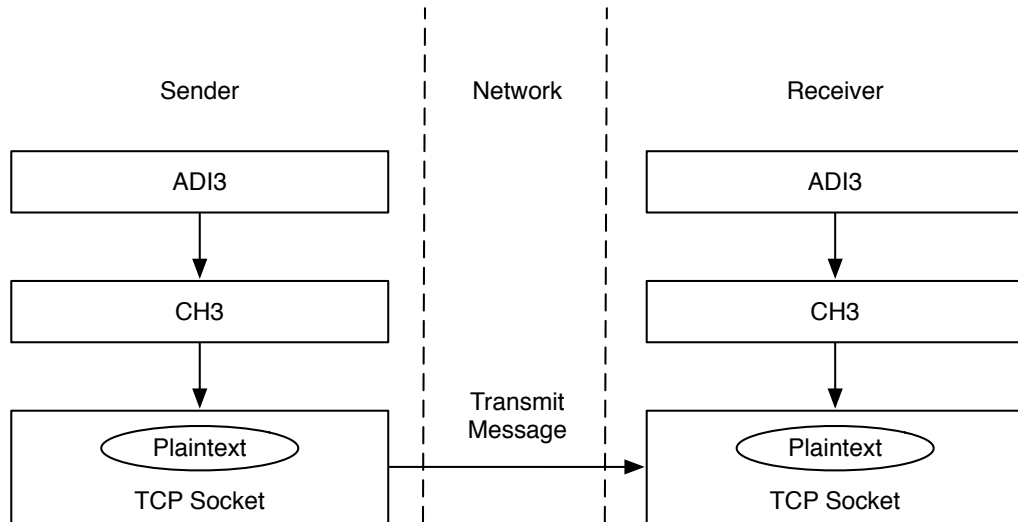 Sender
Network
Receiver
ADI3
ADI3
CH3
CH3
Transmit
Message
Plaintext
Plaintext
TCP Socket
TCP Socket